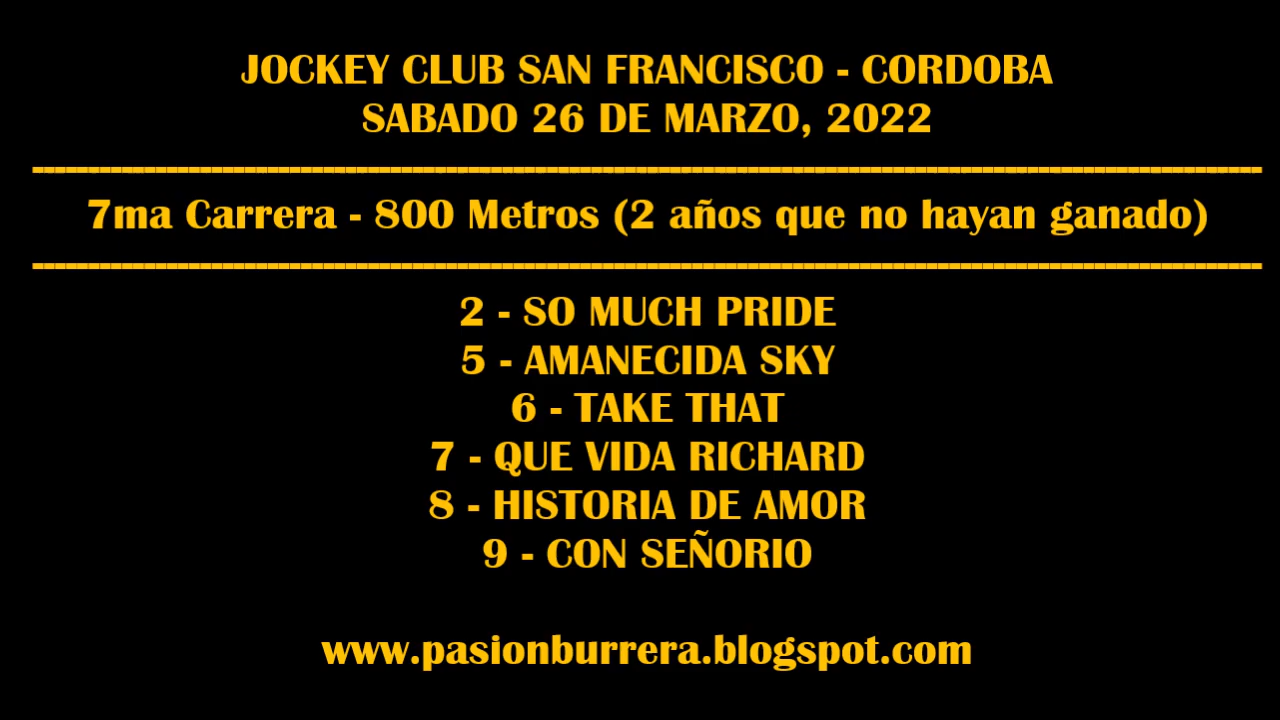 JOCKEY CLUB SAN FRANCISCO - CORDOBA
SABADO 26 DE MARZO, 2022
7ma Carrera - 800 Metros (2 años que no hayan ganado)
2 - SO MUCH PRIDE
5 - AMANECIDA SKY
6 - TAKE THAT
7 - QUE VIDA RICHARD
8 - HISTORIA DE AMOR
9 - CON SEÑORIO
www.pasionburrera.blogspot.com